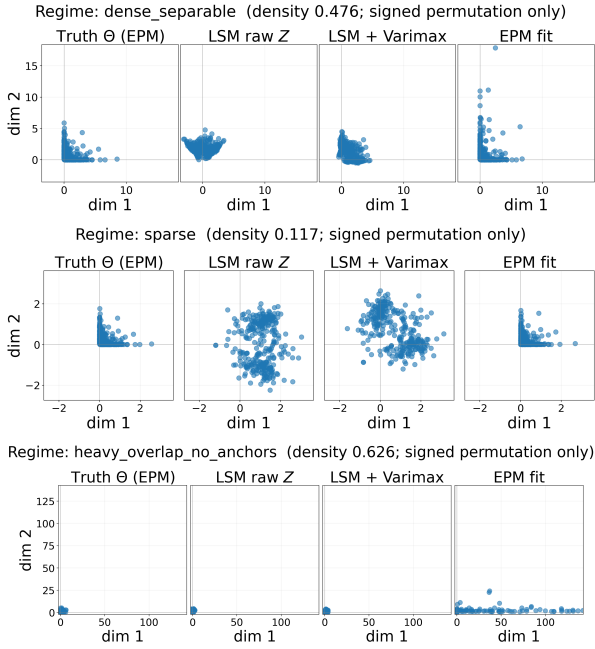 Regime: dense_separable  (density 0.476; signed permutation only)
Truth Θ (EPM)
LSM raw Z
LSM + Varimax
EPM fit
15
10
5
0
dim 2
0 10
0 10
0 10
0 10
dim 1
dim 1
dim 1
dim 1
Regime: sparse  (density 0.117; signed permutation only)
Truth Θ (EPM)
LSM raw Z
LSM + Varimax
EPM fit
2
0
−2
dim 2
−2 0 2
−2 0 2
−2 0 2
−2 0 2
dim 1
dim 1
dim 1
dim 1
Regime: heavy_overlap_no_anchors  (density 0.626; signed permutation only)
Truth Θ (EPM)
LSM raw Z
LSM + Varimax
EPM fit
125
100
75
50
25
0
dim 2
0 50 100
0 50 100
0 50 100
0 50 100
dim 1
dim 1
dim 1
dim 1